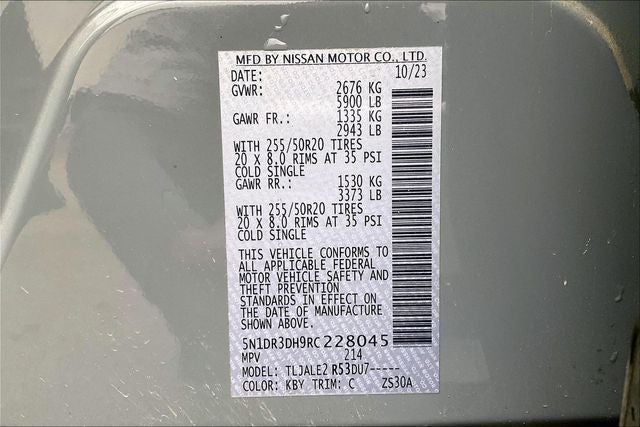 MFD BY NISSAN MOTOR CO., LTD.
DATE: 10/23
GVWR: 2676 KG
5900 LB
GAWR FR.: 1335 KG
2943 LB
WITH 255/50R20 TIRES
20 X 8.0 RIMS AT 35 PSI
COLD SINGLE
GAWR RR.: 1530 KG
3373 LB
WITH 255/50R20 TIRES
20 X 8.0 RIMS AT 35 PSI
COLD SINGLE
THIS VEHICLE CONFORMS TO
ALL APPLICABLE FEDERAL
MOTOR VEHICLE SAFETY AND
THEFT PREVENTION
STANDARDS IN EFFECT ON
THE DATE OF MANUFACTURE
SHOWN ABOVE.
5N1DR3DH9RC228045
MPV 214
MODEL: TLJALE2 R53DU7-----
COLOR: KBY TRIM: C ZS30A